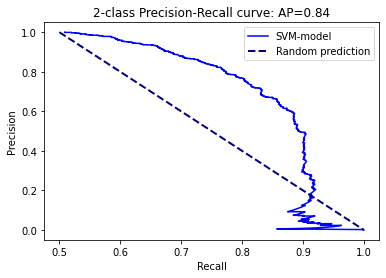 2-class Precision-Recall curve: AP=0.84
SVM-model
Random prediction
Precision
1.0
0.8
0.6
0.4
0.2
0.0
0.5
0.6
0.7
0.8
0.9
1.0
Recall